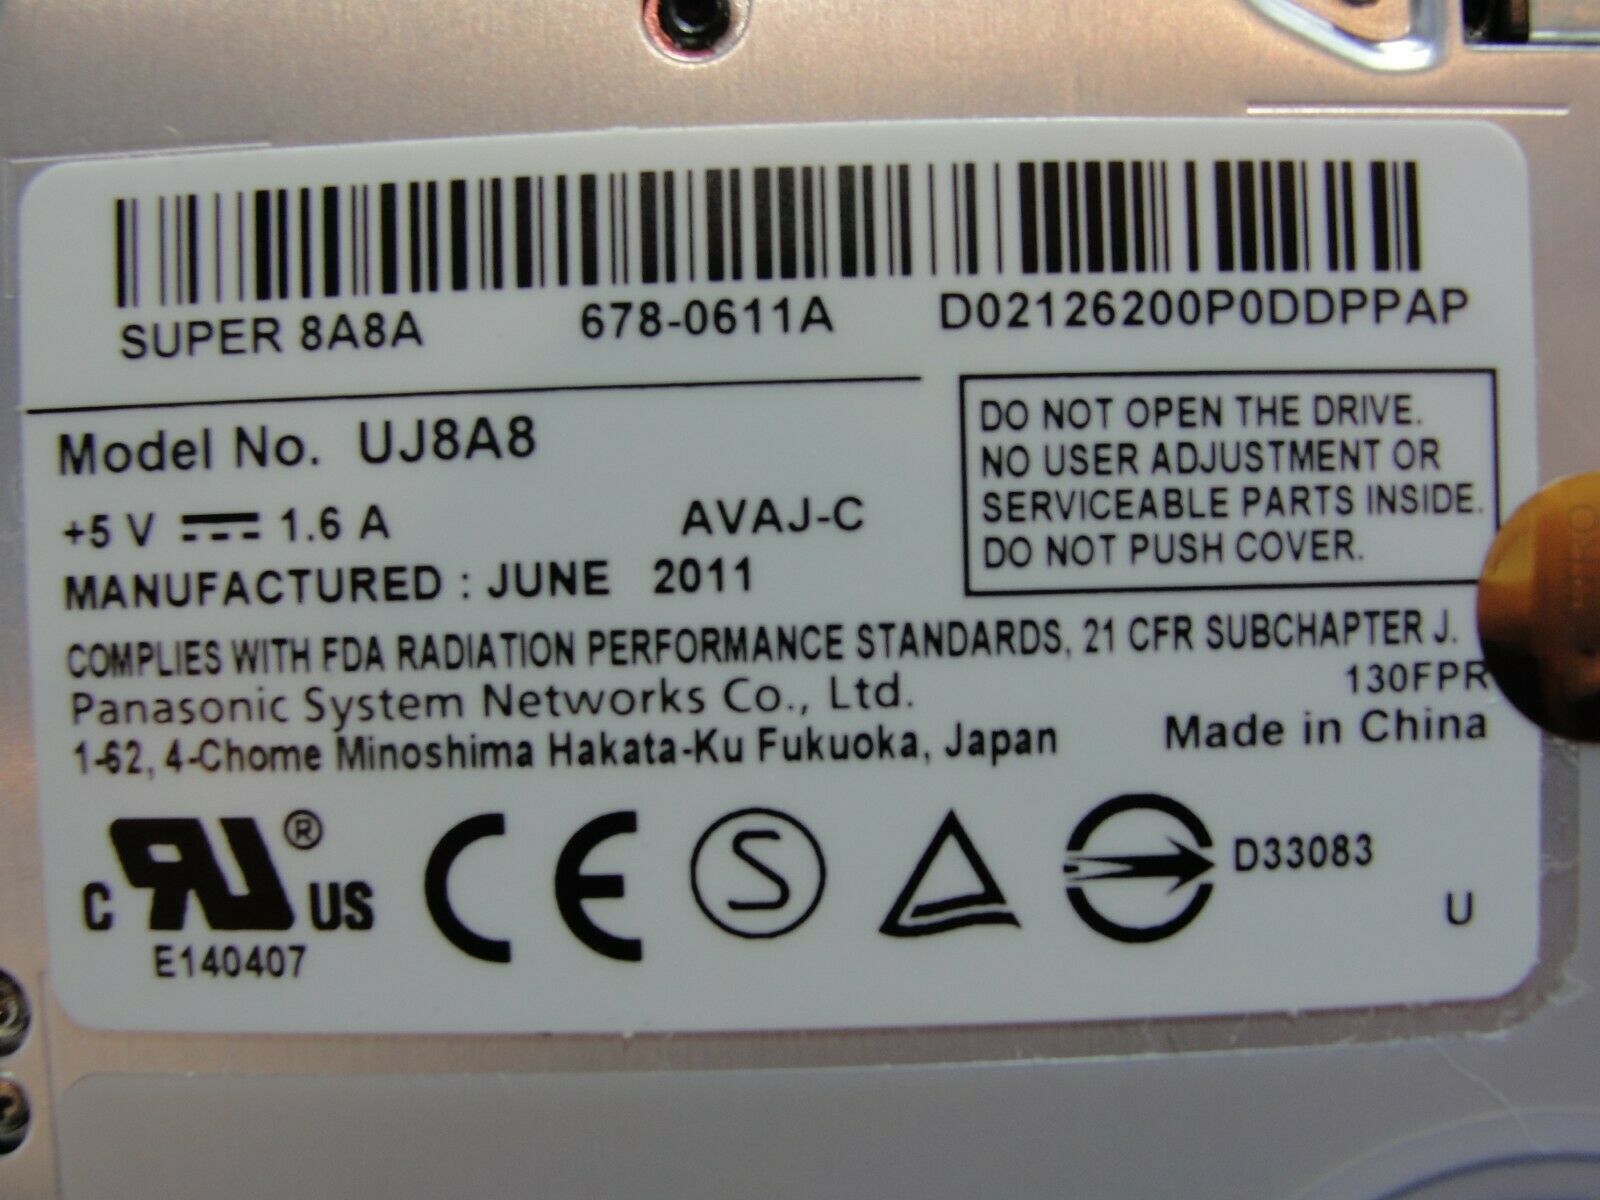 SUPER 8A8A 678-0611A D02126200P0DDPPAP
Model No. UJ8A8
+5 V 1.6 A AVAJ-C
MANUFACTURED : JUNE 2011
DO NOT OPEN THE DRIVE.
NO USER ADJUSTMENT OR
SERVICEABLE PARTS INSIDE.
DO NOT PUSH COVER.
COMPLIES WITH FDA RADIATION PERFORMANCE STANDARDS, 21 CFR SUBCHAPTER J.
130FPR
Panasonic System Networks Co., Ltd.
1-62, 4-Chome Minoshima Hakata-Ku Fukuoka, Japan
Made in China
C RU ® US
E140407
CE
S
D33083
U